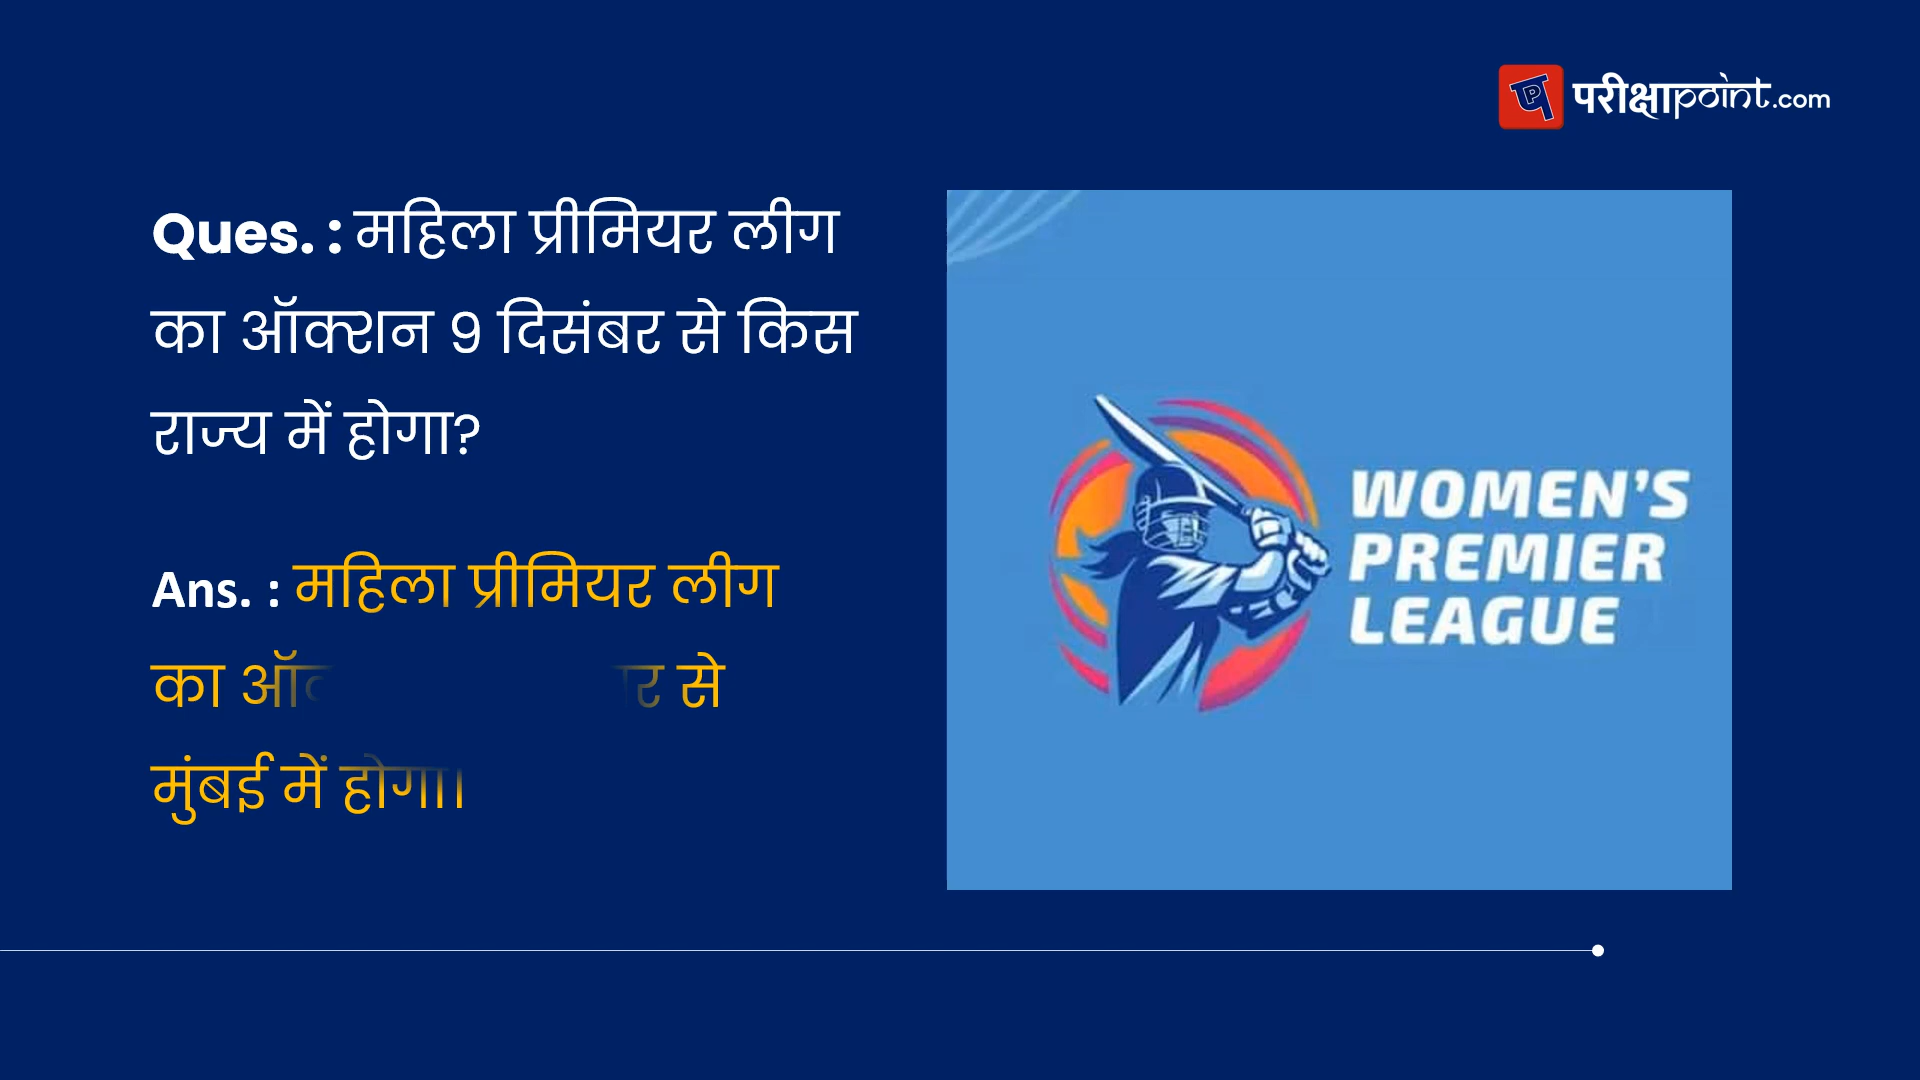 परीक्षाpoint.com
Ques. : महिला प्रीमियर लीग
का ऑक्शन 9 दिसंबर से किस
राज्य में होगा?
Ans. : महिला प्रीमियर लीग
का से
मुंबई में होगा।
WOMEN'S
PREMIER
LEAGUE